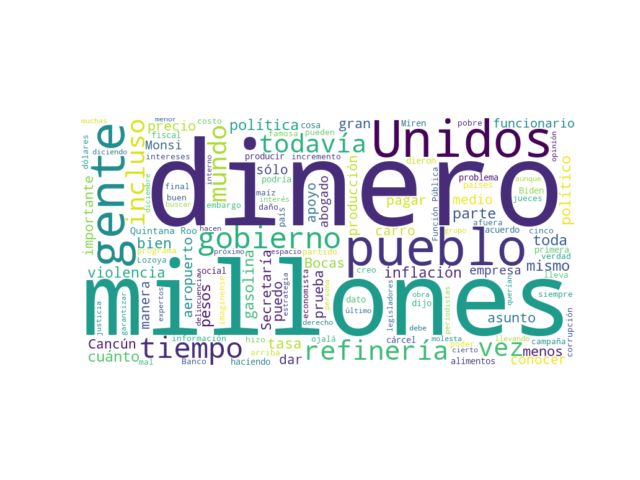 muchas
fiscal
diciendo
dólares
precio
costo
Monsi
intereses
política
famosa
todavía
pueden
cosa
gran
Miren
Unidos
pobre
funcionario
opinión
menor
importante
gente
incluso
diciembre
final
buen
buscar
mundo
interno
producir
podría
sólo
incremento
maíz
interés
daño
país
apoyo
abogado
dinero
producción
dieron
pagar
medio
problema
países
Función Pública
parte
Biden
aunque
jueces
político
Quintana Roo
embargo
hacen
bien
gobierno
carro
pueblo
grupo
afuera
acuerdo
cinco
toda
primera
verdad
violencia
programa
aeropuerto
delincuencia
social
imagínense
gasolina
espacio
partido
Bocas
creo
inflación
empresa
mismo
lleva
justicia
garantizar
expertos
manera
peso
Secretaría
puedo
estrategia
economista
prueba
persona
derecho
dato
último
millones
legisladores
obra
dijo
debe
periodistas
querían
asunto
siempre
Cancún
cuánto
mal
tiempo
información
Banco
hizo
arriba
haciendo
tasa
dar
ojalá
refinería
cárcel
alimentos
molesta
poder
cierto
llevando
vez
menos
conocer
campaña
corrupción
Lozoya
próximo